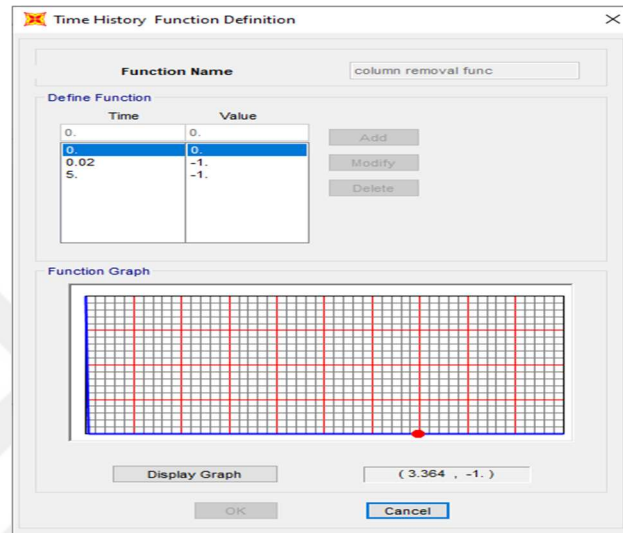 Time History Function Definition
Function Name column removal func
Define Function
Time Value
0. 0. Add
0. 0.
0.02 -1. Modify
5. -1.
Delete
Function Graph
Display Graph ( 3.364 , -1. )
OK Cancel